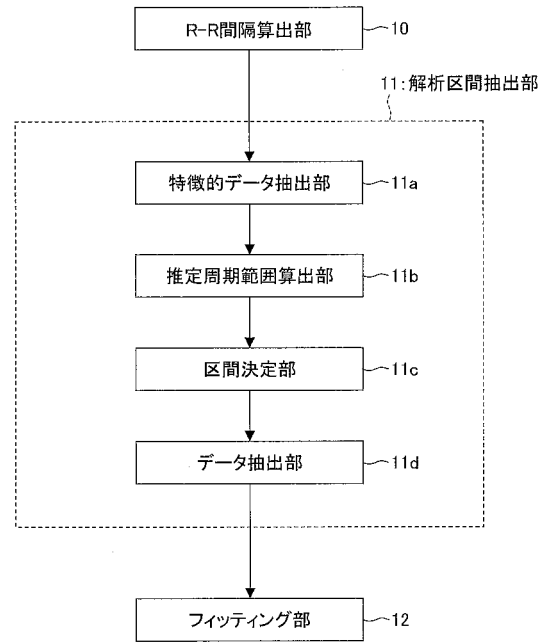 R-R間隔算出部 10
11:解析区間抽出部
特徴的データ抽出部 11a
推定周期範囲算出部 11b
区間決定部 11c
データ抽出部 11d
フィッティング部 12